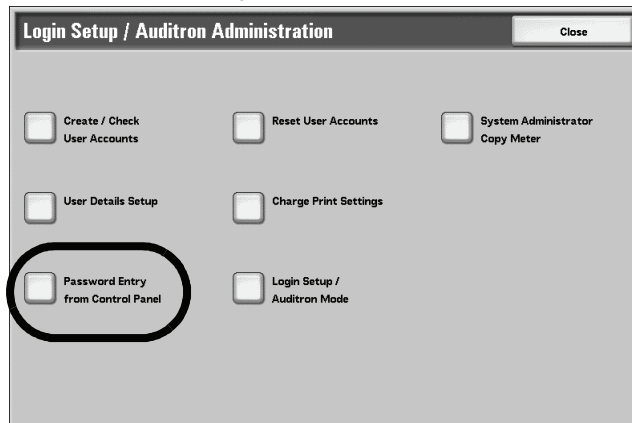 Login Setup / Auditron Administration
Close
Create / Check
User Accounts
Reset User Accounts
System Administrator
Copy Meter
User Details Setup
Charge Print Settings
Password Entry
from Control Panel
Login Setup /
Auditron Mode